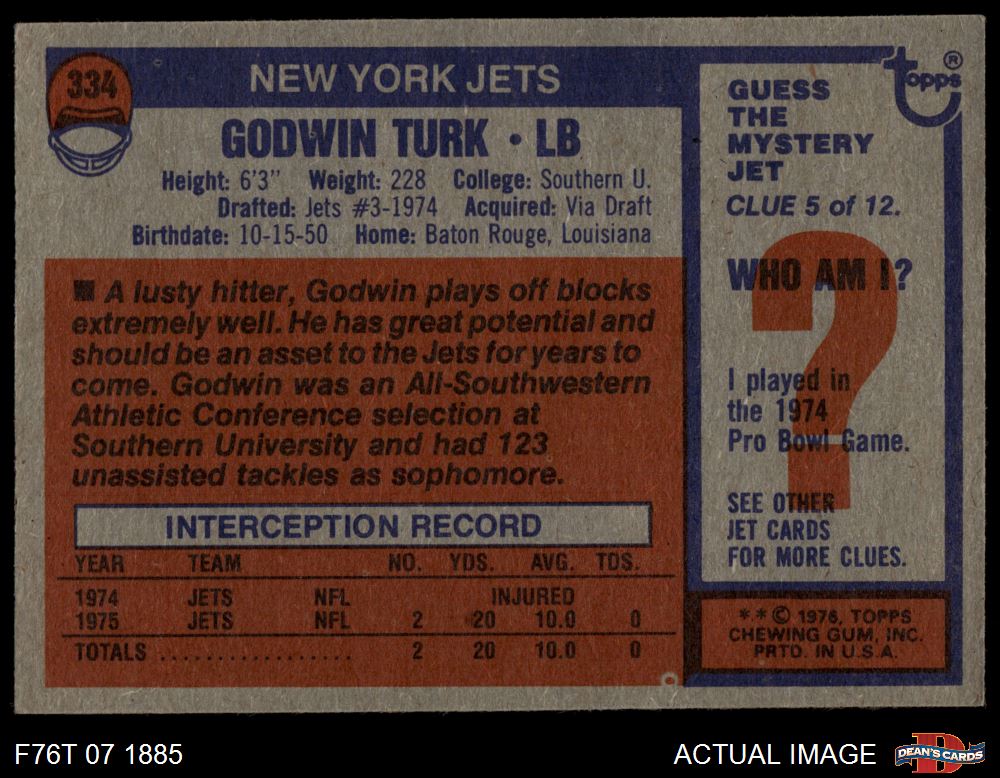 334
NEW YORK JETS
GODWIN TURK • LB
Height: 6'3" Weight: 228 College: Southern U.
Drafted: Jets #3-1974 Acquired: Via Draft
Birthdate: 10-15-50 Home: Baton Rouge, Louisiana
■ A lusty hitter, Godwin plays off blocks
extremely well. He has great potential and
should be an asset to the Jets for years to
come. Godwin was an All-Southwestern
Athletic Conference selection at
Southern University and had 123
unassisted tackles as sophomore.
INTERCEPTION RECORD
YEAR TEAM NO. YDS. AVG. TDS.
1974 JETS NFL INJURED
1975 JETS NFL 2 20 10.0 0
TOTALS .................. 2 20 10.0 0
Topps ®
GUESS
THE
MYSTERY
JET
CLUE 5 of 12.
WHO AM I?
?
I played in
the 1974
Pro Bowl Game.
SEE OTHER
JET CARDS
FOR MORE CLUES.
* * © 1976, TOPPS
CHEWING GUM, INC.
PRTD. IN U.S.A.
F76T 07 1885
ACTUAL IMAGE
D
DEAN'S CARDS